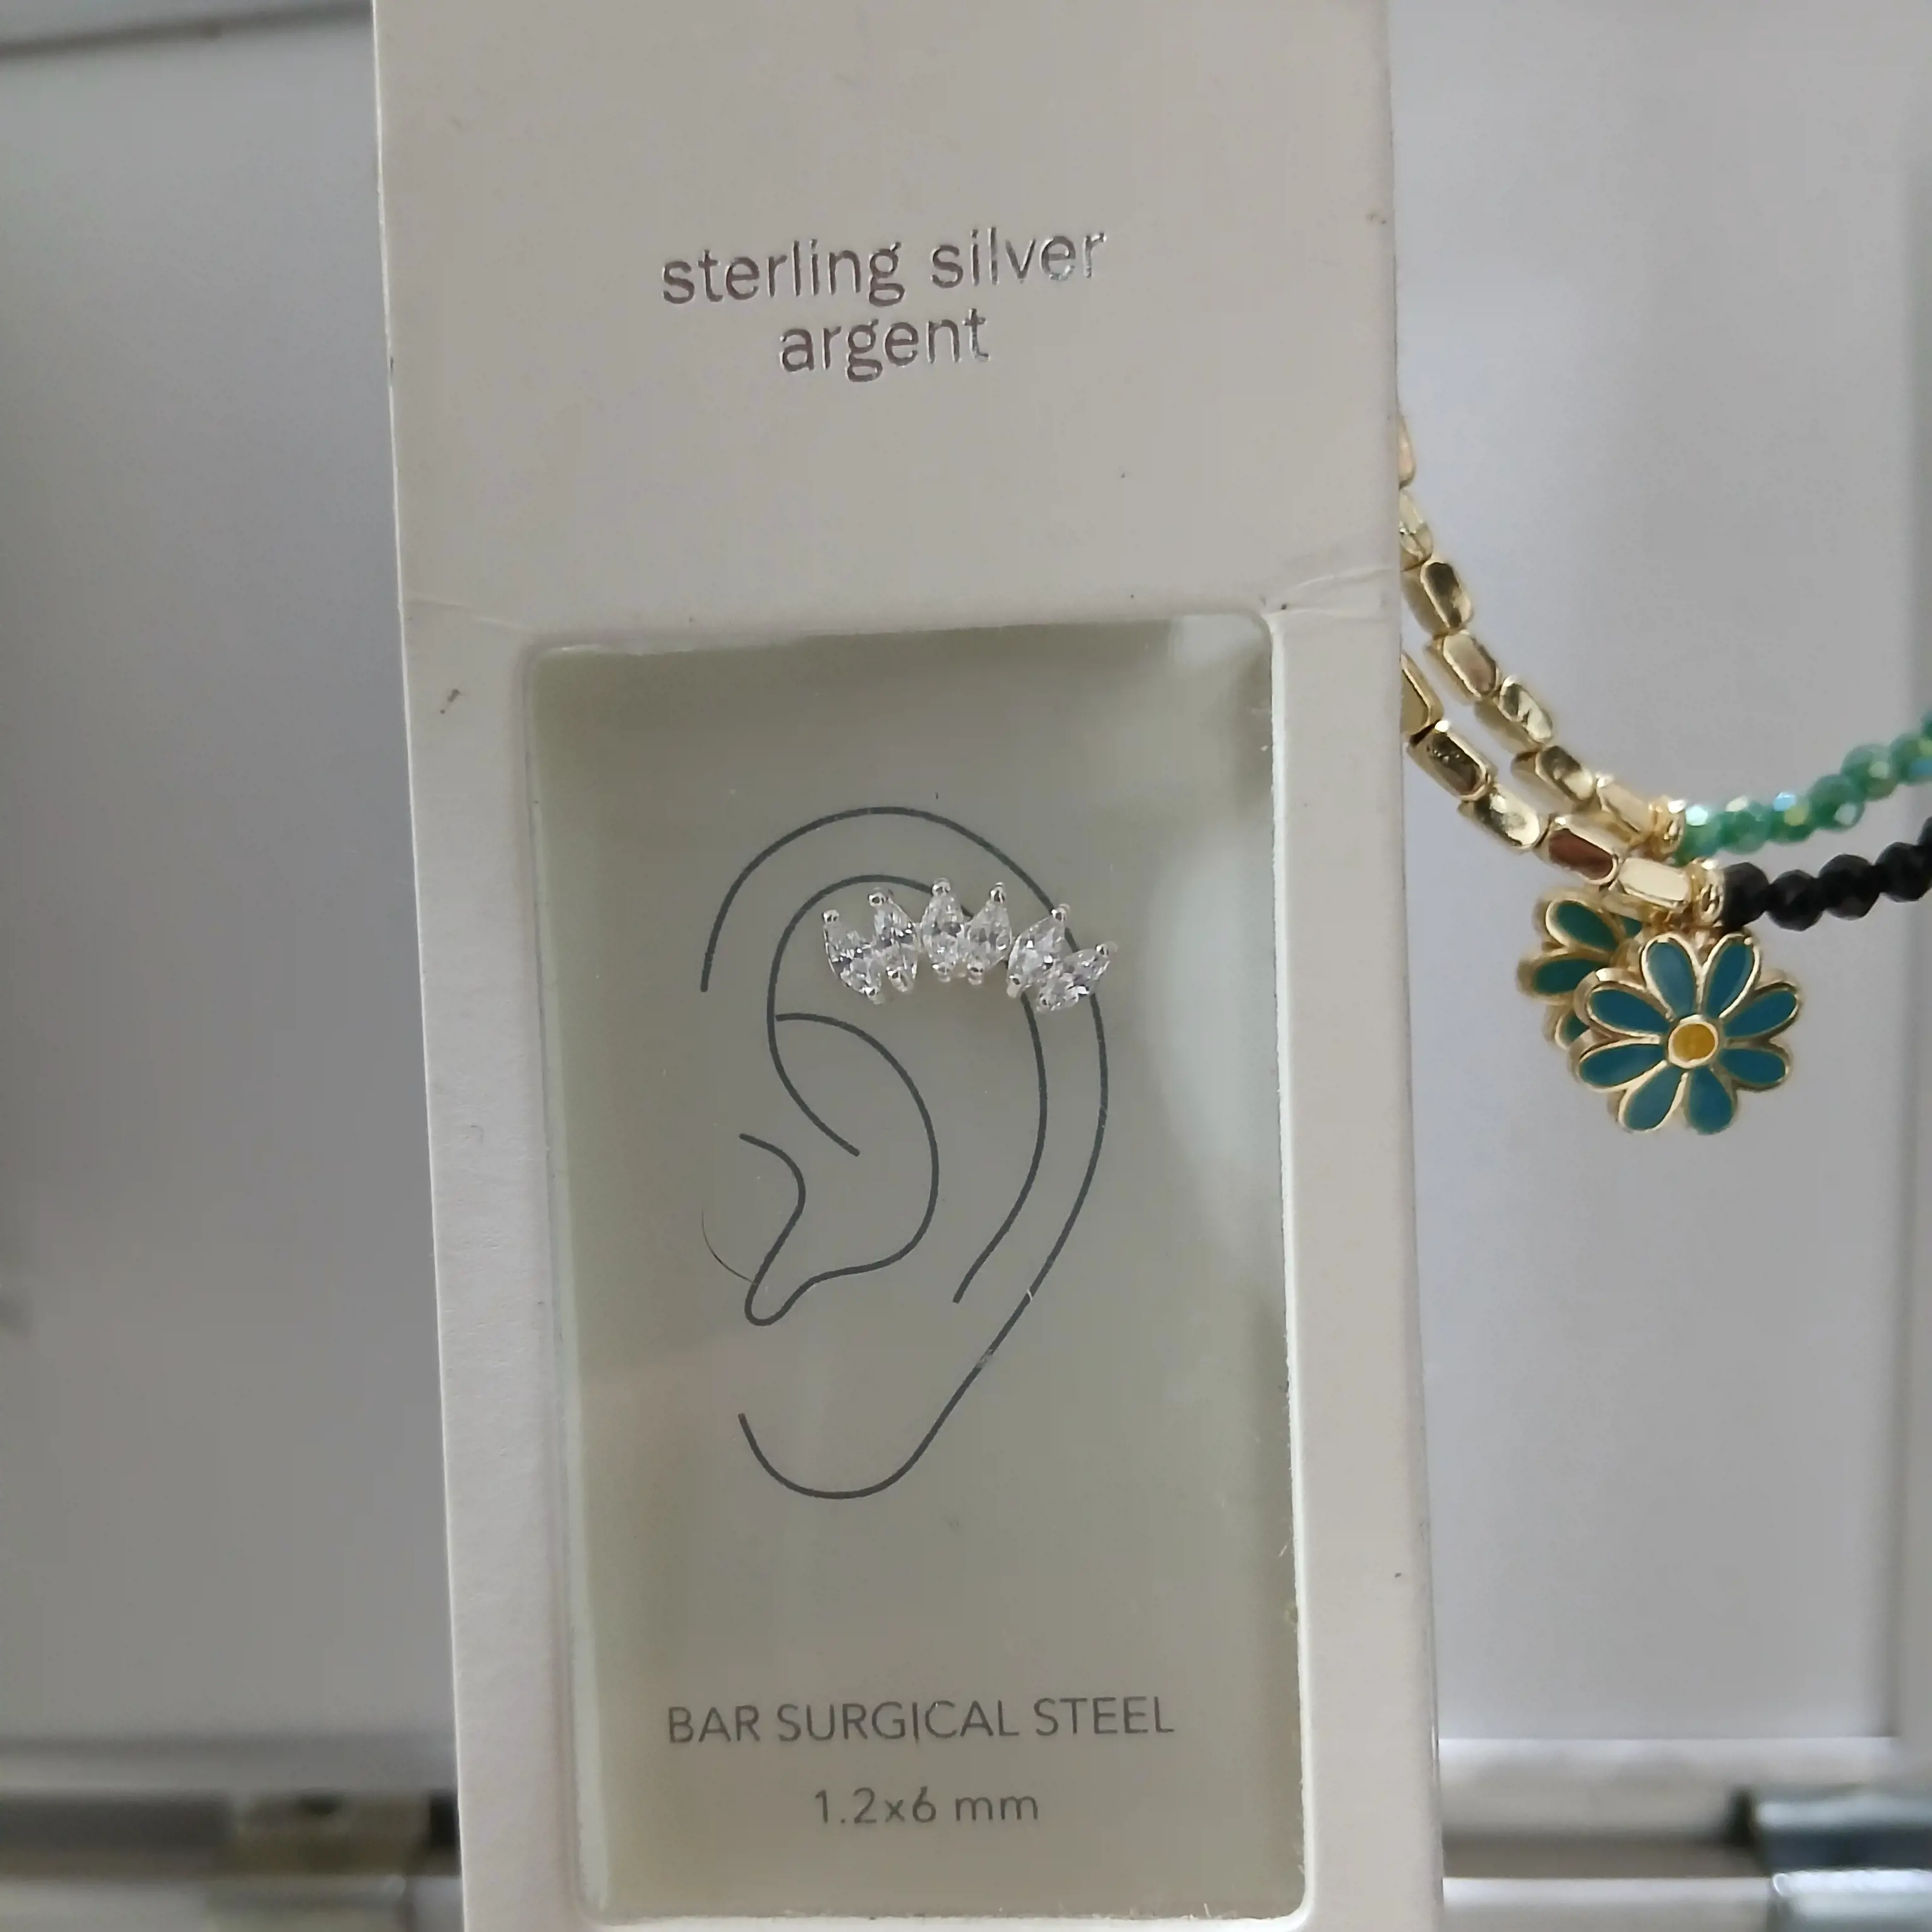 sterling silver
argent
BAR SURGICAL STEEL
1.2x6 mm